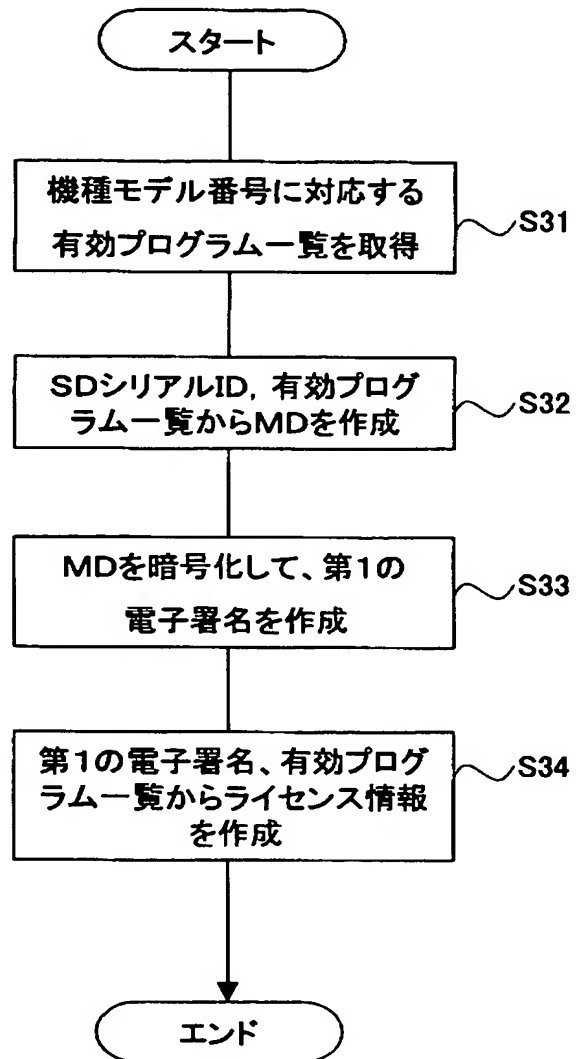 スタート
機種モデル番号に対応する
有効プログラム一覧を取得
S31
SDシリアルID, 有効プログ
ラム一覧からMDを作成
S32
MDを暗号化して、第1の
電子署名を作成
S33
第1の電子署名、有効プログ
ラム一覧からライセンス情報
を作成
S34
エンド